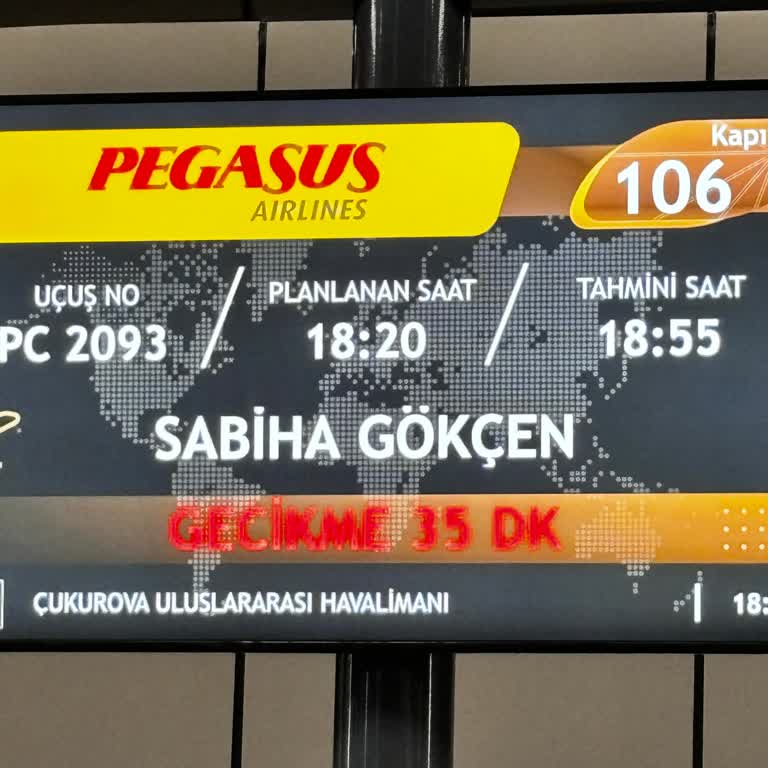 PEGASUS
AIRLINES
Kapı
106
UÇUŞ NO
PC 2093
PLANLANAN SAAT
18:20
TAHMİNİ SAAT
18:55
SABİHA GÖKÇEN
GECİKME 35 DK
ÇUKUROVA ULUSLARARASI HAVALİMANI
18: